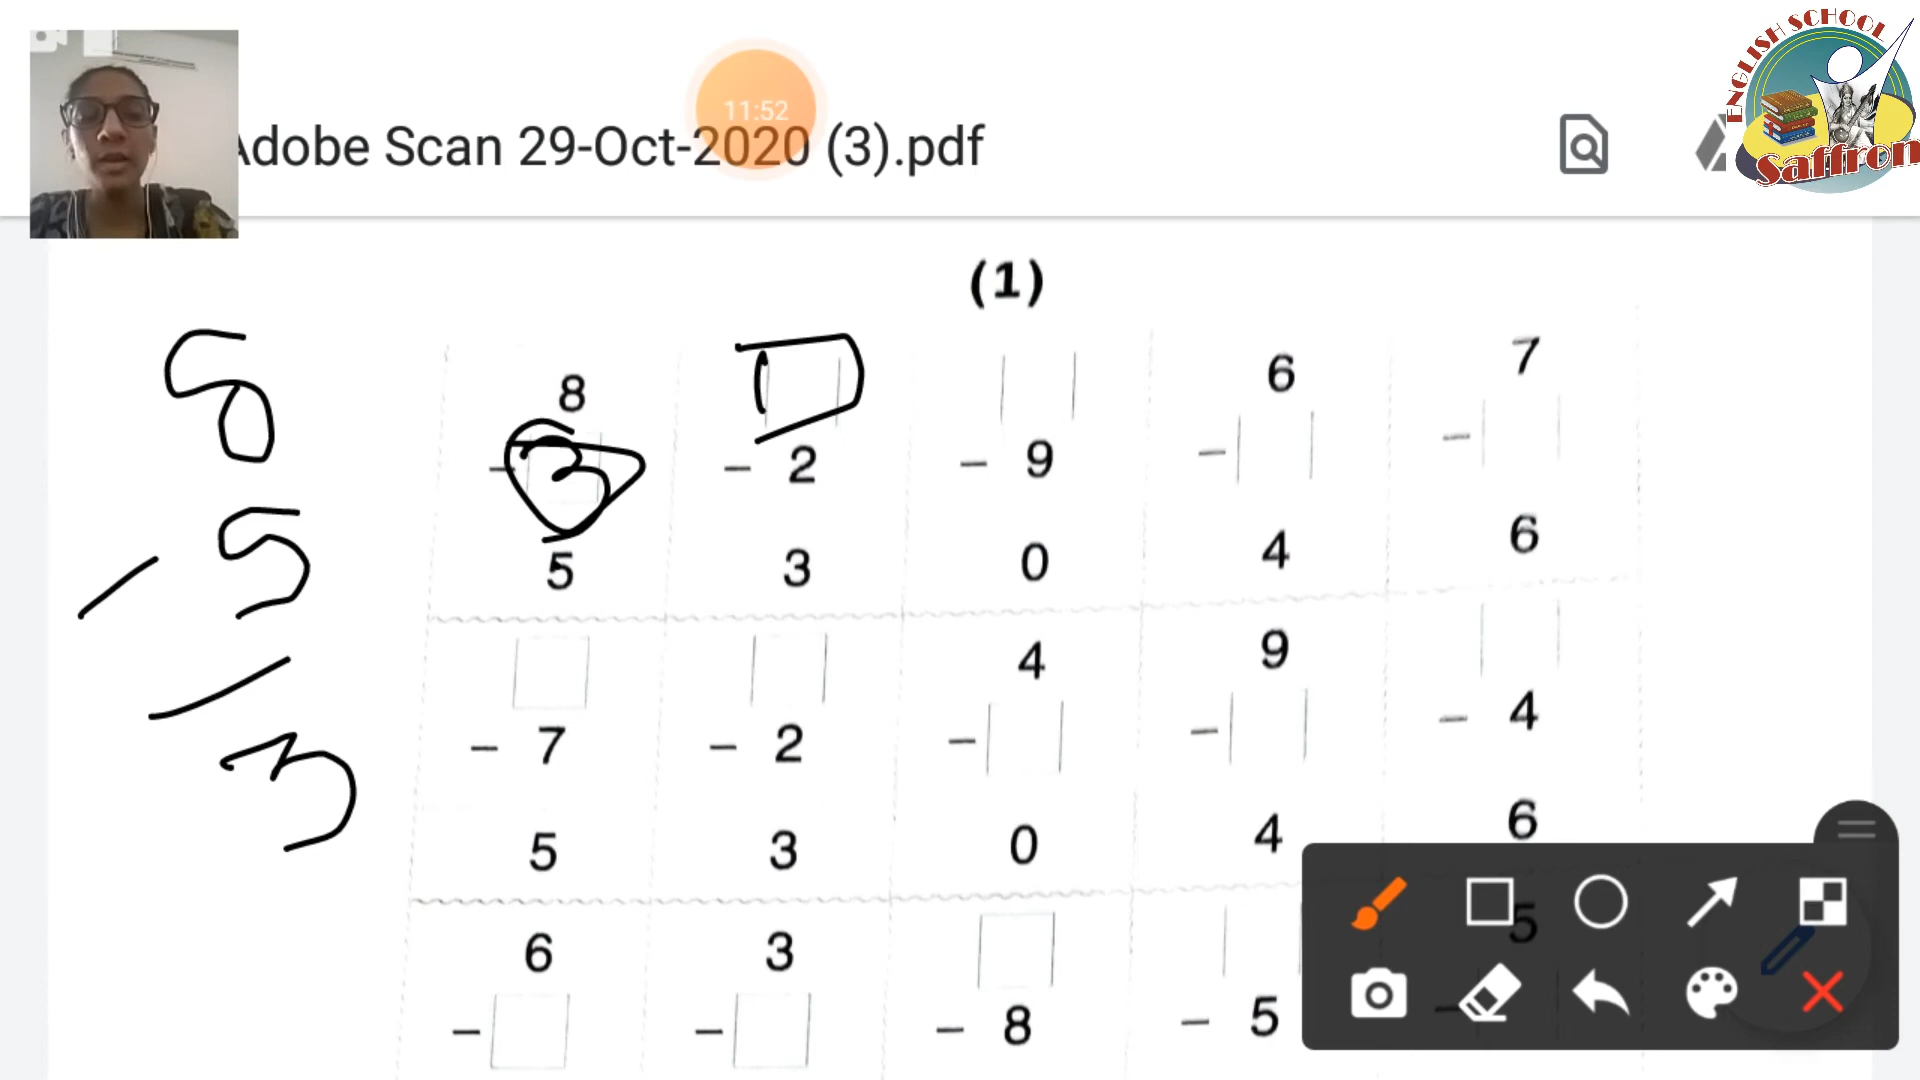 ENGLISH SCHOOL
Saffron
11:52
Adobe Scan 29-Oct-2020 (3).pdf
(1)
8 6 7
- 3 - 2 - 9 - -
5 3 0 4 6
8
- 5
3
4 9
- 7 - 2 - - - 4
5 3 0 4 6
6 3 5
- - - 8 - 5 -